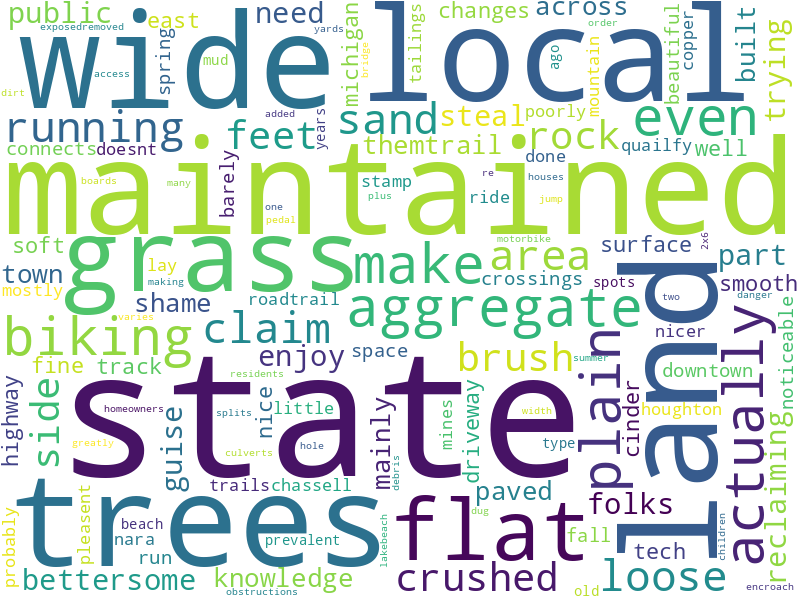 public
east
need
changes
across
wide
local
exposedremoved
yards
order
spring
mud
michigan
tailings
ago
bridge
copper
mountain
beautiful
built
trying
dirt
access
added
running
feet
sand
steal
poorly
even
years
connects
doesnt
themtrail
rock
done
quailfy
well
maintained
barely
boards
many
stamp
ride
re
houses
one
pedal
plus
jump
soft
grass
make
area
motorbike
surface
2x6
part
town
lay
making
crossings
spots
smooth
mostly
shame
roadtrail
aggregate
two
danger
varies
biking
claim
nicer
land
fine
track
enjoy
space
brush
summer
plain
actually
noticeable
downtown
residents
state
highway
side
homeowners
splits
guise
nice
little
width
mainly
mines
driveway
type
cinder
houghton
greatly
culverts
hole
debris
trees
trails
chassell
paved
flat
folks
reclaiming
probably
pleasent
beach
nara
run
prevalent
lakebeach
dug
fall
tech
children
bettersome
knowledge
obstructions
crushed
old
loose
encroach